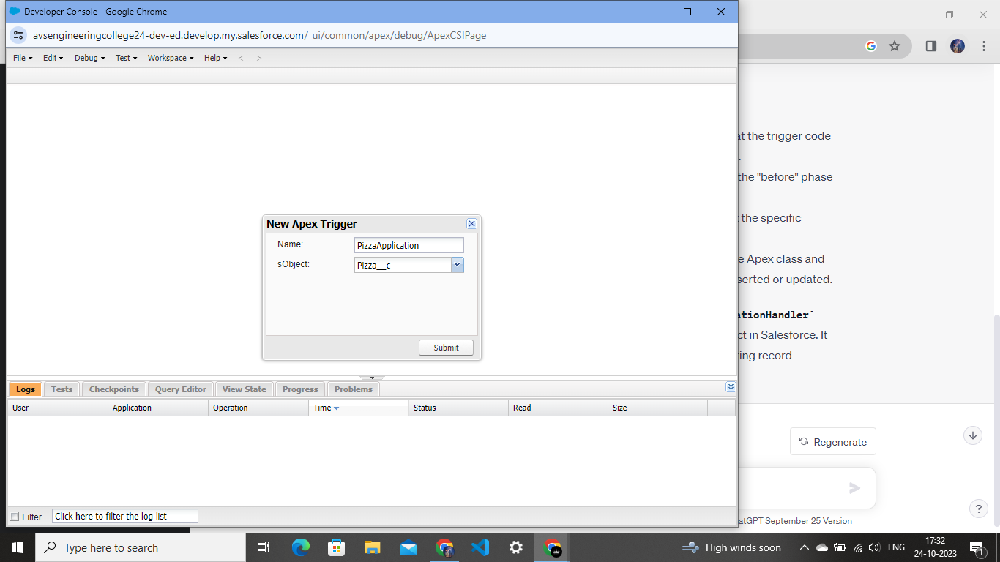 Developer Console - Google Chrome
avsengineeringcollege24-dev-ed.develop.my.salesforce.com/_ui/common/apex/debug/ApexCSIPage
File Edit Debug Test Workspace Help < >
at the trigger code
.
the "before" phase
the specific
e Apex class and
serted or updated.
ationHandler`
ct in Salesforce. It
ing record
New Apex Trigger
Name: PizzaApplication
sObject: Pizza__c
Submit
Logs Tests Checkpoints Query Editor View State Progress Problems
User Application Operation Time Status Read Size
Filter Click here to filter the log list
Regenerate
?
atGPT September 25 Version
Type here to search
High winds soon
ENG
17:32
24-10-2023
1